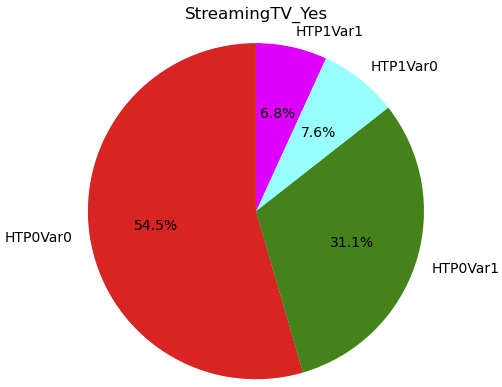 StreamingTV_Yes
HTP1Var1
HTP1Var0
6.8%
7.6%
54.5%
HTP0Var0
31.1%
HTP0Var1